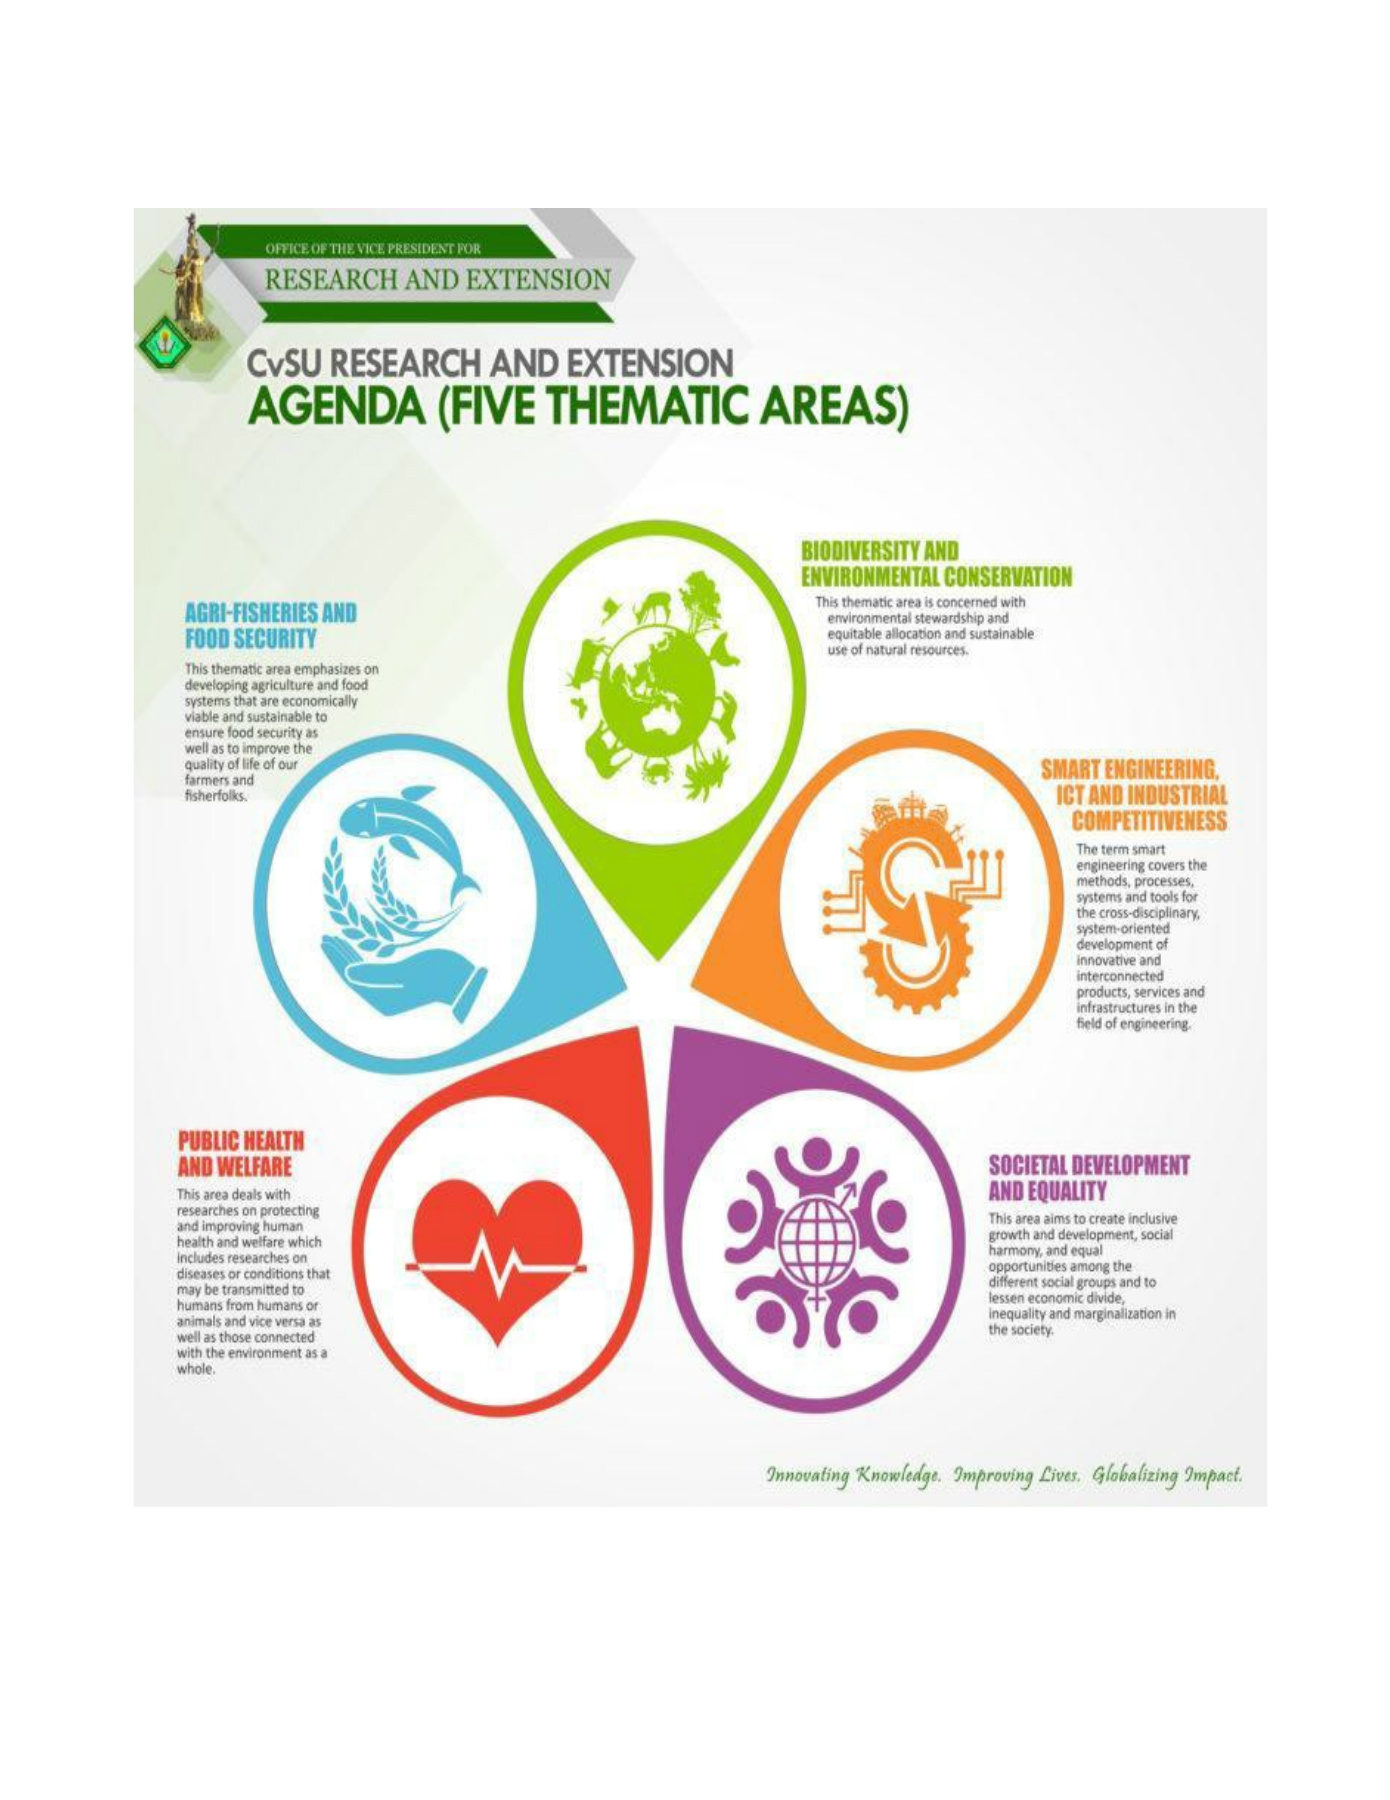 OFFICE OF THE VICE PRESIDENT FOR
RESEARCH AND EXTENSION
CvSU RESEARCH AND EXTENSION
AGENDA (FIVE THEMATIC AREAS)
BIODIVERSITY AND
ENVIRONMENTAL CONSERVATION
This thematic area is concerned with
environmental stewardship and
equitable allocation and sustainable
use of natural resources.
AGRI-FISHERIES AND
FOOD SECURITY
This thematic area emphasizes on
developing agriculture and food
systems that are economically
viable and sustainable to
ensure food security as
well as to improve the
quality of life of our
farmers and
fisherfolks.
SMART ENGINEERING,
ICT AND INDUSTRIAL
COMPETITIVENESS
The term smart
engineering covers the
methods, processes,
systems and tools for
the cross-disciplinary,
system-oriented
development of
innovative and
interconnected
products, services and
infrastructures in the
field of engineering.
PUBLIC HEALTH
AND WELFARE
This area deals with
researches on protecting
and improving human
health and welfare which
includes researches on
diseases or conditions that
may be transmitted to
humans from humans or
animals and vice versa as
well as those connected
with the environment as a
whole.
SOCIETAL DEVELOPMENT
AND EQUALITY
This area aims to create inclusive
growth and development, social
harmony, and equal
opportunities among the
different social groups and to
lessen economic divide,
inequality and marginalization in
the society.
Innovating Knowledge. Improving Lives. Globalizing Impact.